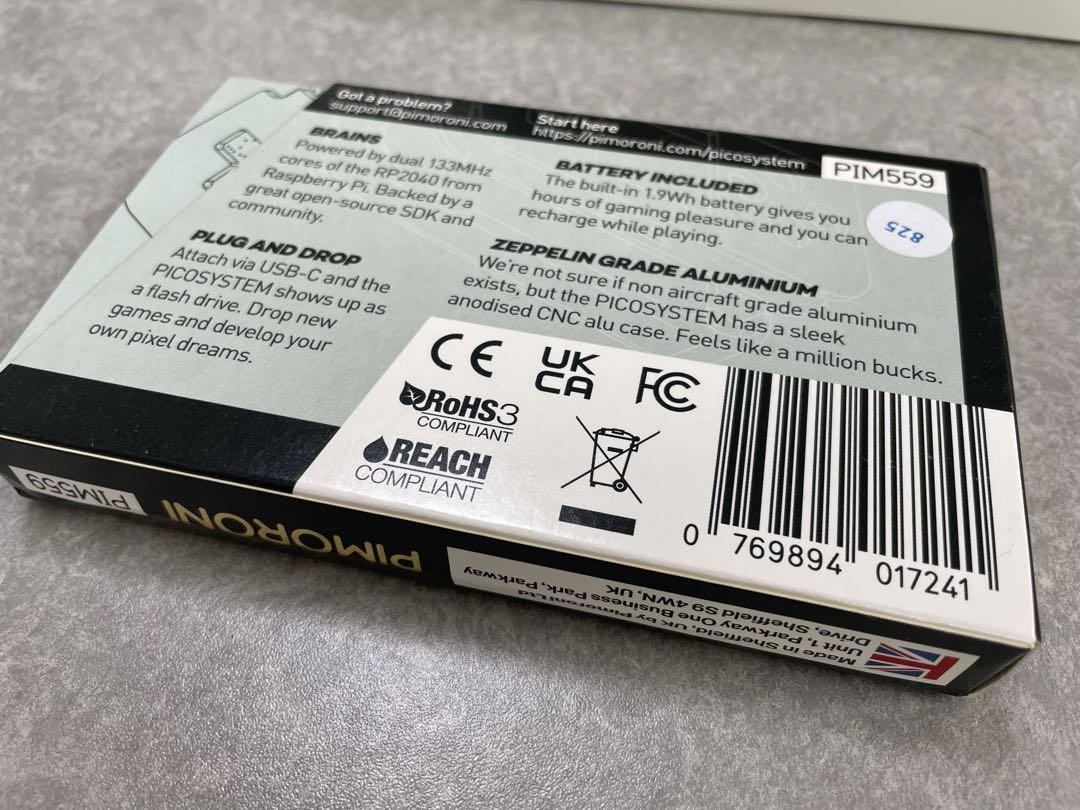 Got a problem?
support@pimoroni.com
Start here
https://pimoroni.com/picosystem
PIM559
825
BRAINS
Powered by dual 133MHz
cores of the RP2040 from
Raspberry Pi. Backed by a
great open-source SDK and
community.
BATTERY INCLUDED
The built-in 1.9Wh battery gives you
hours of gaming pleasure and you can
recharge while playing.
PLUG AND DROP
Attach via USB-C and the
PICOSYSTEM shows up as
a flash drive. Drop new
games and develop your
own pixel dreams.
ZEPPELIN GRADE ALUMINIUM
We're not sure if non aircraft grade aluminium
exists, but the PICOSYSTEM has a sleek
anodised CNC alu case. Feels like a million bucks.
CE
UK
CA
FC
RoHS3
COMPLIANT
REACH
COMPLIANT
0 769894 017241
PIM559
PIMORONI
Made in Sheffield, UK by Pimoroni Ltd
Unit 1, Parkway One Business Park, Parkway
Drive, Sheffield S9 4WN, UK